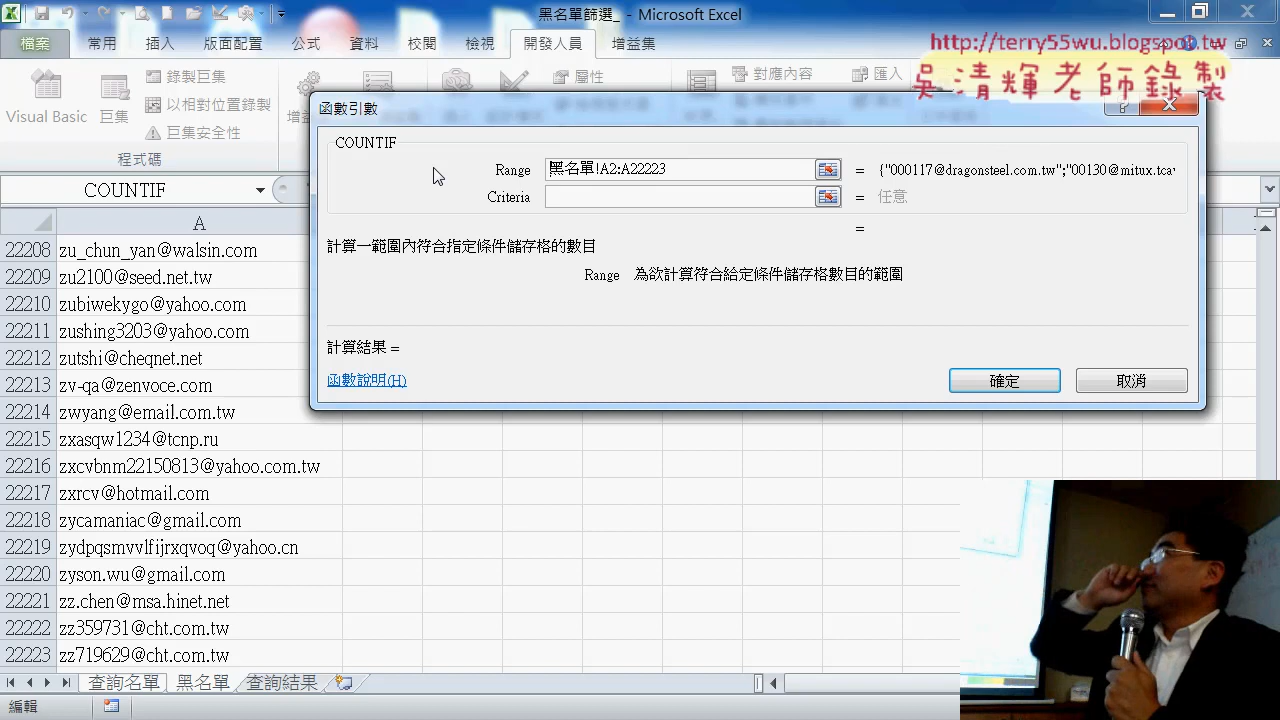 黑名單篩選_ - Microsoft Excel
檔案 常用 插入 版面配置 公式 資料 校閱 檢視 開發人員 增益集
http://terry55wu.blogspot.tw
吳清輝老師錄製
Visual Basic 巨集 錄製巨集 以相對位置錄製 巨集安全性
程式碼
屬性 對應內容 匯入
函數引數
COUNTIF
Range 黑名單!A2:A22223 = {"000117@dragonsteel.com.tw";"00130@mitux.tca
Criteria = 任意
=
計算一範圍內符合指定條件儲存格的數目
Range 為欲計算符合給定條件儲存格數目的範圍
計算結果 =
函數說明(H)
確定 取消
COUNTIF
A
22208 zu_chun_yan@walsin.com
22209 zu2100@seed.net.tw
22210 zubiwekygo@yahoo.com
22211 zushing3203@yahoo.com
22212 zutshi@cheqnet.net
22213 zv-qa@zenvoce.com
22214 zwyang@email.com.tw
22215 zxasqw1234@tcnp.ru
22216 zxcvbnm22150813@yahoo.com.tw
22217 zxrcv@hotmail.com
22218 zycamaniac@gmail.com
22219 zydpqsmvvlfijrxqvoq@yahoo.cn
22220 zyson.wu@gmail.com
22221 zz.chen@msa.hinet.net
22222 zz359731@cht.com.tw
22223 zz719629@cht.com.tw
查詢名單 黑名單 查詢結果
編輯